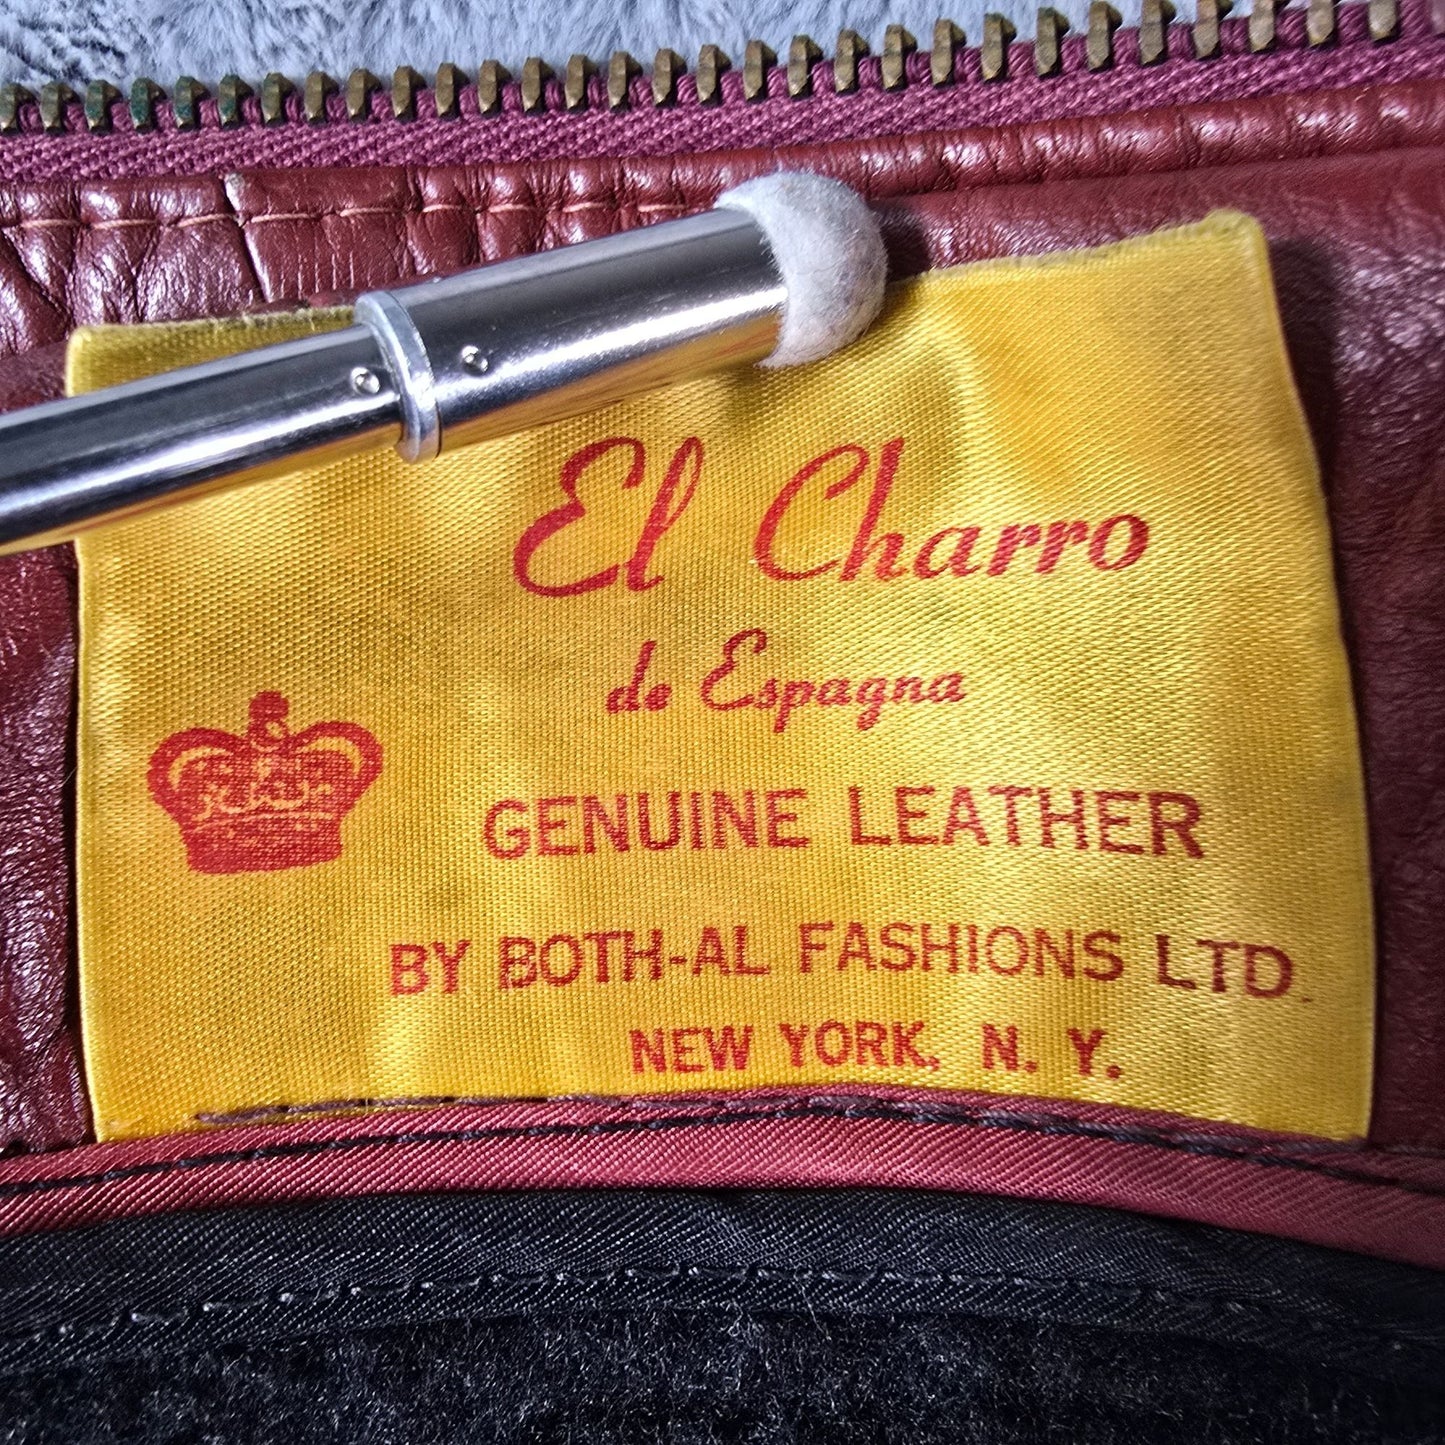 El Charro
de Espagna
GENUINE LEATHER
BY BOTH-AL FASHIONS LTD.
NEW YORK, N. Y.